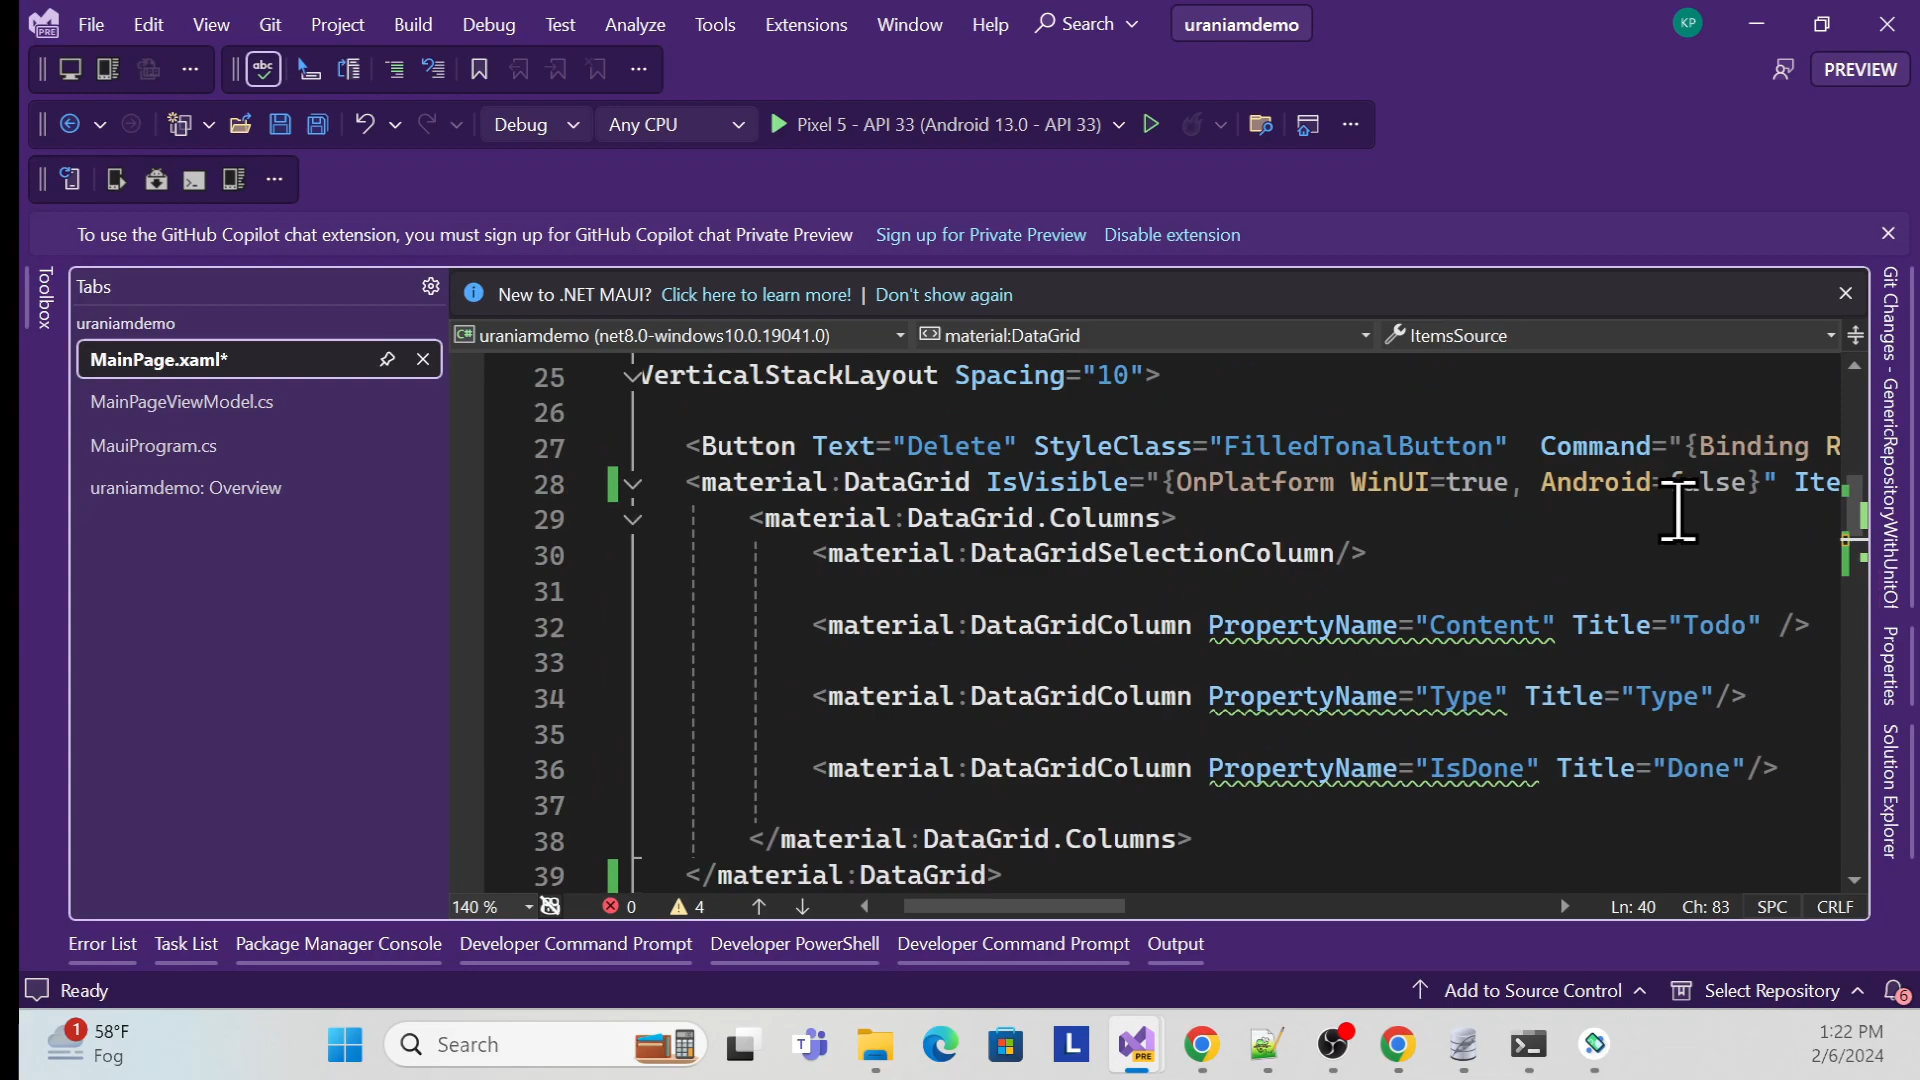 File Edit View Git Project Build Debug Test Analyze Tools Extensions Window Help Search uraniamdemo KP
PRE
abc
PREVIEW
Debug Any CPU Pixel 5 - API 33 (Android 13.0 - API 33)
To use the GitHub Copilot chat extension, you must sign up for GitHub Copilot chat Private Preview Sign up for Private Preview Disable extension
Toolbox
Tabs
New to .NET MAUI? Click here to learn more! | Don't show again
uraniamdemo
uraniamdemo (net8.0-windows10.0.19041.0) material:DataGrid ItemsSource
MainPage.xaml*
MainPageViewModel.cs
MauiProgram.cs
uraniamdemo: Overview
25 VerticalStackLayout Spacing="10">
26
27 <Button Text="Delete" StyleClass="FilledTonalButton" Command="{Binding R
28 <material:DataGrid IsVisible="{OnPlatform WinUI=true, Android=false}" Ite
29 <material:DataGrid.Columns>
30 <material:DataGridSelectionColumn/>
31
32 <material:DataGridColumn PropertyName="Content" Title="Todo" />
33
34 <material:DataGridColumn PropertyName="Type" Title="Type"/>
35
36 <material:DataGridColumn PropertyName="IsDone" Title="Done"/>
37
38 </material:DataGrid.Columns>
39 </material:DataGrid>
140 % 0 4 Ln: 40 Ch: 83 SPC CRLF
Git Changes - GenericRepositoryWithUnitOf
Properties
Solution Explorer
Error List Task List Package Manager Console Developer Command Prompt Developer PowerShell Developer Command Prompt Output
Ready Add to Source Control Select Repository 6
1 58°F
Fog
Search
T
L
PRE
1:22 PM
2/6/2024